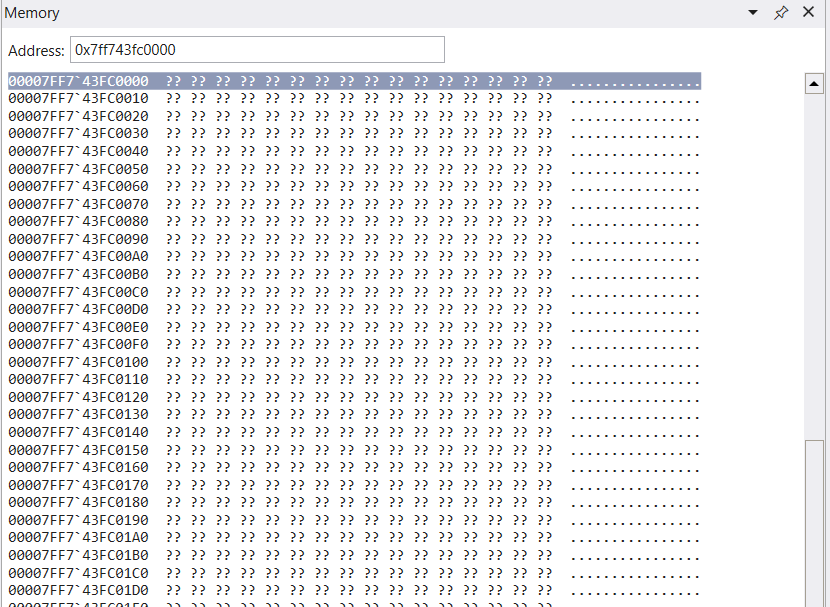 Memory
Address: 0x7ff743fc0000
00007FF7`43FC0000 ?? ?? ?? ?? ?? ?? ?? ?? ?? ?? ?? ?? ?? ?? ?? ?? ................
00007FF7`43FC0010 ?? ?? ?? ?? ?? ?? ?? ?? ?? ?? ?? ?? ?? ?? ?? ?? ................
00007FF7`43FC0020 ?? ?? ?? ?? ?? ?? ?? ?? ?? ?? ?? ?? ?? ?? ?? ?? ................
00007FF7`43FC0030 ?? ?? ?? ?? ?? ?? ?? ?? ?? ?? ?? ?? ?? ?? ?? ?? ................
00007FF7`43FC0040 ?? ?? ?? ?? ?? ?? ?? ?? ?? ?? ?? ?? ?? ?? ?? ?? ................
00007FF7`43FC0050 ?? ?? ?? ?? ?? ?? ?? ?? ?? ?? ?? ?? ?? ?? ?? ?? ................
00007FF7`43FC0060 ?? ?? ?? ?? ?? ?? ?? ?? ?? ?? ?? ?? ?? ?? ?? ?? ................
00007FF7`43FC0070 ?? ?? ?? ?? ?? ?? ?? ?? ?? ?? ?? ?? ?? ?? ?? ?? ................
00007FF7`43FC0080 ?? ?? ?? ?? ?? ?? ?? ?? ?? ?? ?? ?? ?? ?? ?? ?? ................
00007FF7`43FC0090 ?? ?? ?? ?? ?? ?? ?? ?? ?? ?? ?? ?? ?? ?? ?? ?? ................
00007FF7`43FC00A0 ?? ?? ?? ?? ?? ?? ?? ?? ?? ?? ?? ?? ?? ?? ?? ?? ................
00007FF7`43FC00B0 ?? ?? ?? ?? ?? ?? ?? ?? ?? ?? ?? ?? ?? ?? ?? ?? ................
00007FF7`43FC00C0 ?? ?? ?? ?? ?? ?? ?? ?? ?? ?? ?? ?? ?? ?? ?? ?? ................
00007FF7`43FC00D0 ?? ?? ?? ?? ?? ?? ?? ?? ?? ?? ?? ?? ?? ?? ?? ?? ................
00007FF7`43FC00E0 ?? ?? ?? ?? ?? ?? ?? ?? ?? ?? ?? ?? ?? ?? ?? ?? ................
00007FF7`43FC00F0 ?? ?? ?? ?? ?? ?? ?? ?? ?? ?? ?? ?? ?? ?? ?? ?? ................
00007FF7`43FC0100 ?? ?? ?? ?? ?? ?? ?? ?? ?? ?? ?? ?? ?? ?? ?? ?? ................
00007FF7`43FC0110 ?? ?? ?? ?? ?? ?? ?? ?? ?? ?? ?? ?? ?? ?? ?? ?? ................
00007FF7`43FC0120 ?? ?? ?? ?? ?? ?? ?? ?? ?? ?? ?? ?? ?? ?? ?? ?? ................
00007FF7`43FC0130 ?? ?? ?? ?? ?? ?? ?? ?? ?? ?? ?? ?? ?? ?? ?? ?? ................
00007FF7`43FC0140 ?? ?? ?? ?? ?? ?? ?? ?? ?? ?? ?? ?? ?? ?? ?? ?? ................
00007FF7`43FC0150 ?? ?? ?? ?? ?? ?? ?? ?? ?? ?? ?? ?? ?? ?? ?? ?? ................
00007FF7`43FC0160 ?? ?? ?? ?? ?? ?? ?? ?? ?? ?? ?? ?? ?? ?? ?? ?? ................
00007FF7`43FC0170 ?? ?? ?? ?? ?? ?? ?? ?? ?? ?? ?? ?? ?? ?? ?? ?? ................
00007FF7`43FC0180 ?? ?? ?? ?? ?? ?? ?? ?? ?? ?? ?? ?? ?? ?? ?? ?? ................
00007FF7`43FC0190 ?? ?? ?? ?? ?? ?? ?? ?? ?? ?? ?? ?? ?? ?? ?? ?? ................
00007FF7`43FC01A0 ?? ?? ?? ?? ?? ?? ?? ?? ?? ?? ?? ?? ?? ?? ?? ?? ................
00007FF7`43FC01B0 ?? ?? ?? ?? ?? ?? ?? ?? ?? ?? ?? ?? ?? ?? ?? ?? ................
00007FF7`43FC01C0 ?? ?? ?? ?? ?? ?? ?? ?? ?? ?? ?? ?? ?? ?? ?? ?? ................
00007FF7`43FC01D0 ?? ?? ?? ?? ?? ?? ?? ?? ?? ?? ?? ?? ?? ?? ?? ?? ................